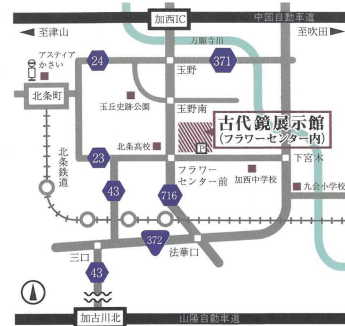 加西IC
中国自動車道
至津山
至吹田
万願寺川
アスティア
かさい
24
玉野
371
北条町
玉丘史跡公園
玉野南
古代鏡展示館
(フラワーセンター内)
P
北条高校
北条鉄道
23
フラワー
センター前
下宮木
加西中学校
九会小学校
43
716
372
法華口
三口
43
加古川北
山陽自動車道